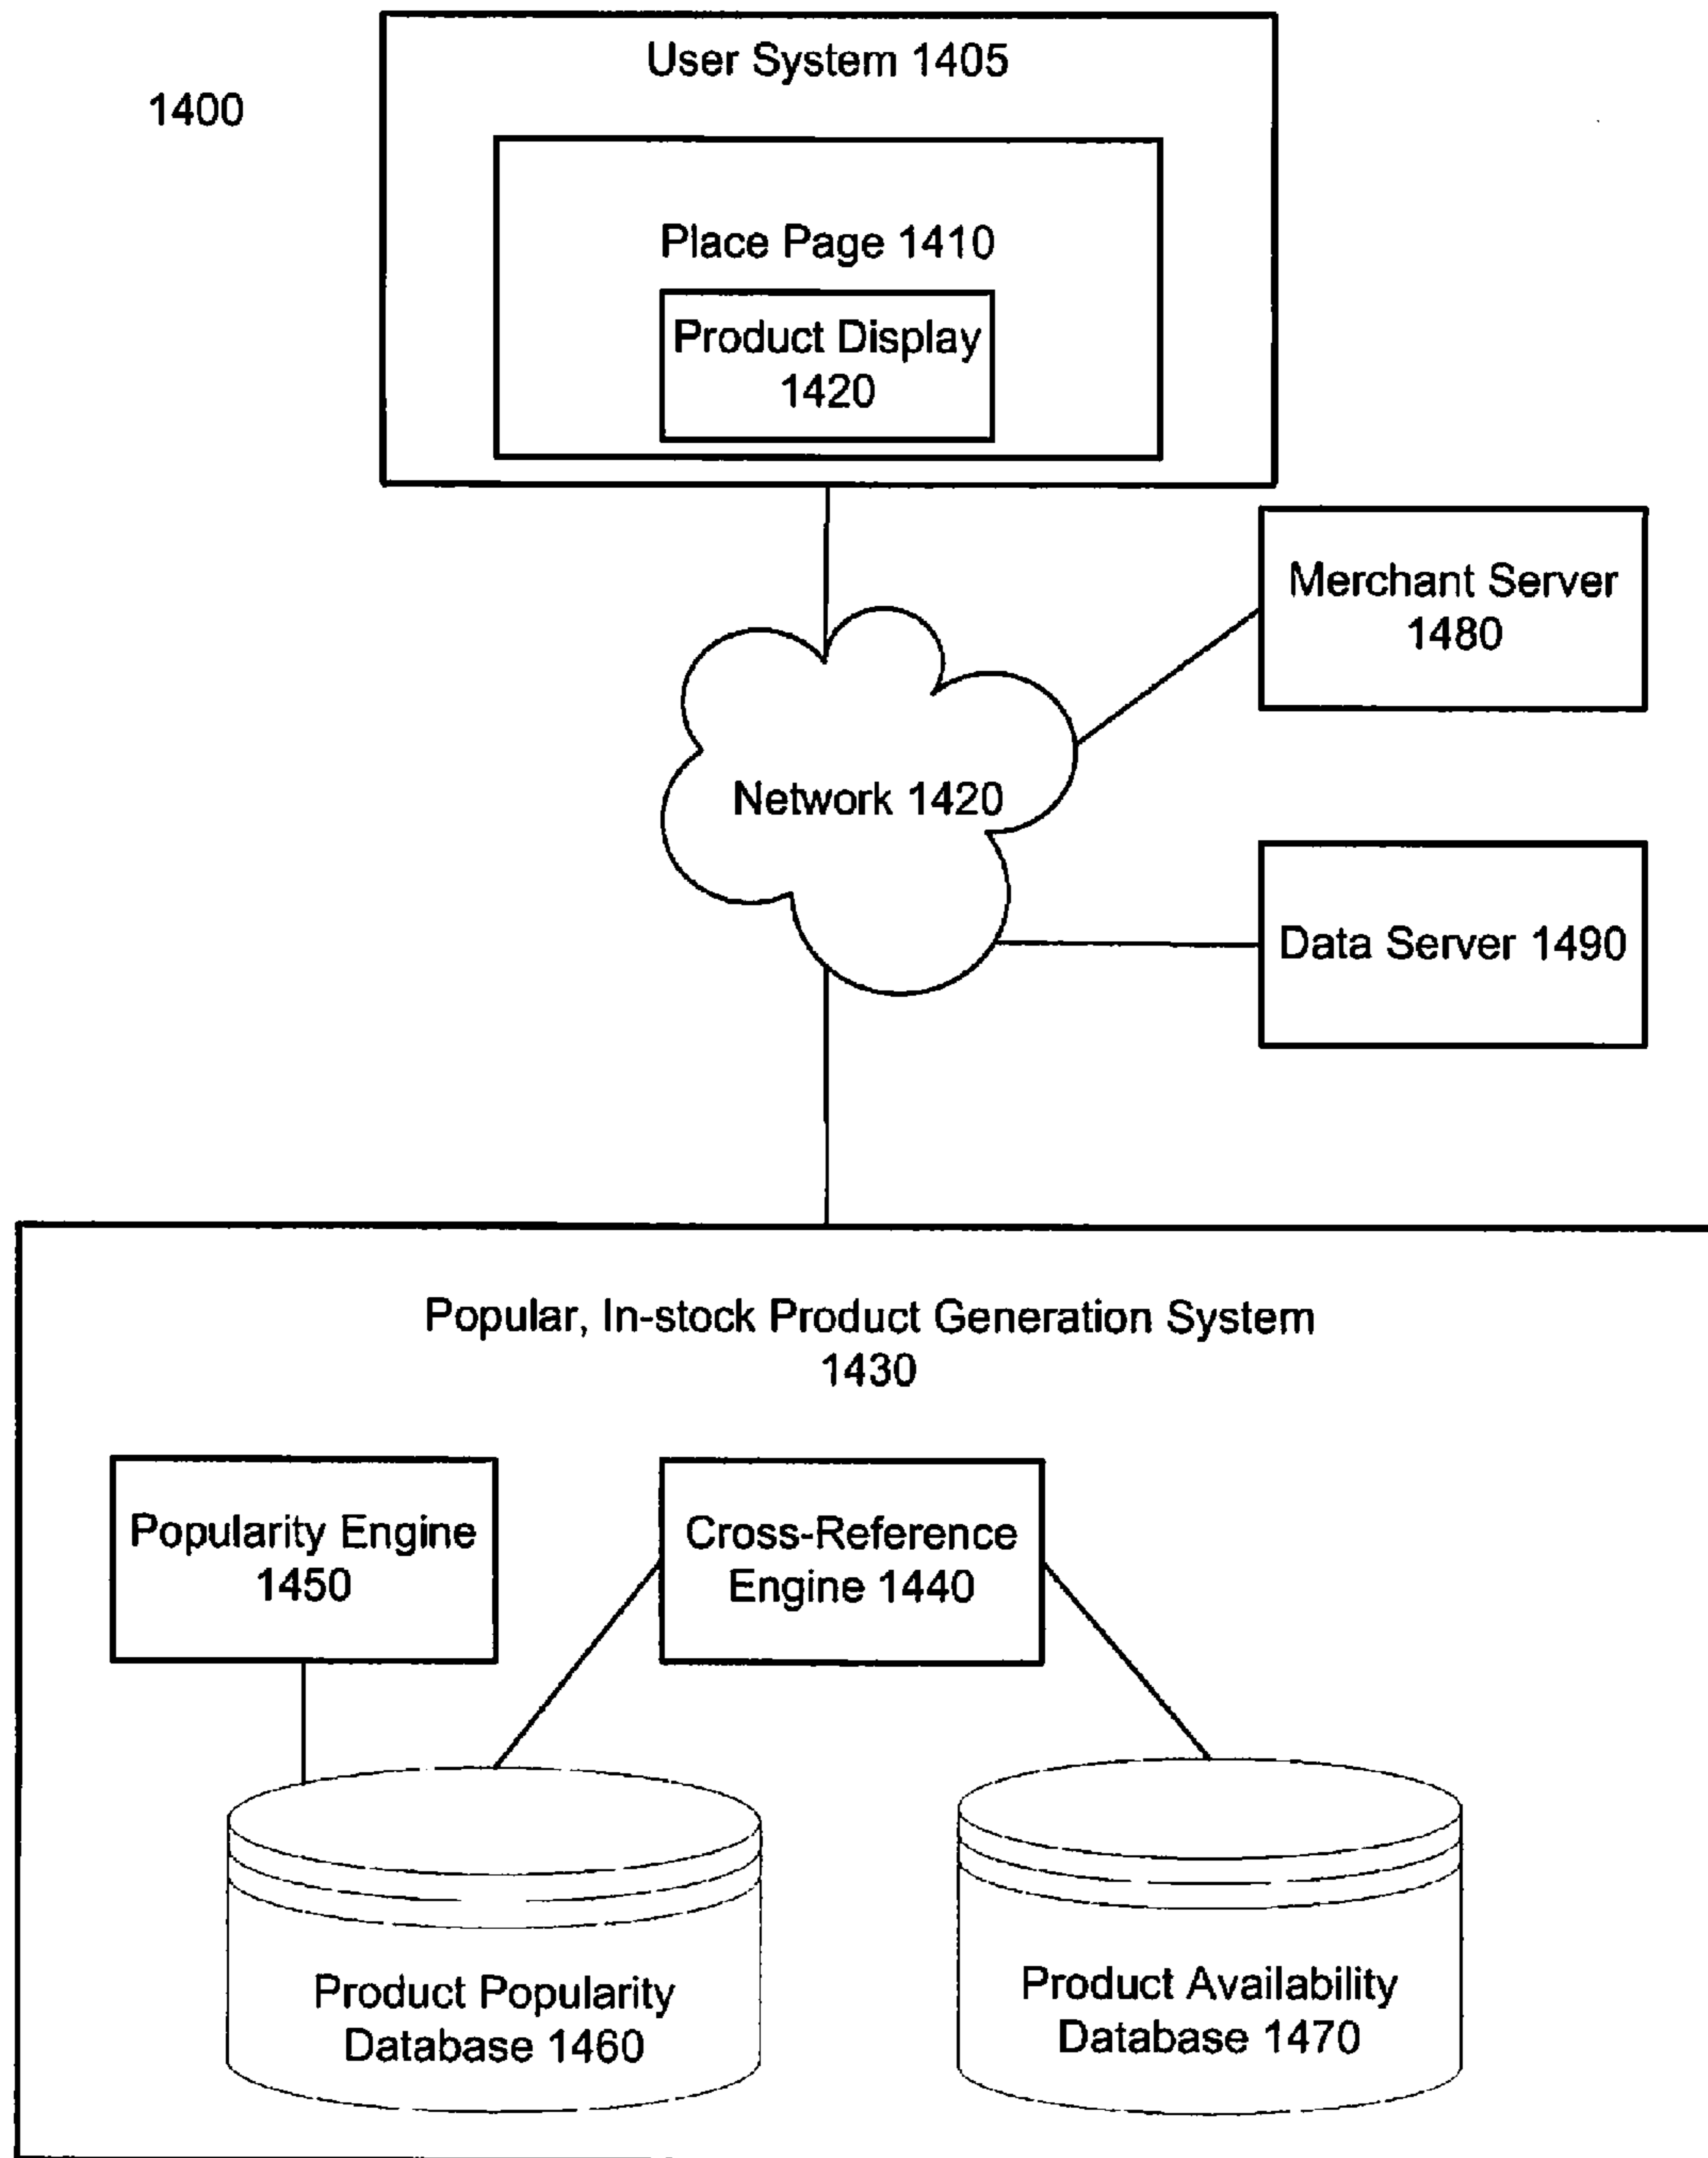 User System 1405
1400
Place Page 1410
Product Display
1420
Merchant Server
1480
Network 1420
Data Server 1490
Popular, In-stock Product Generation System
1430
Popularity Engine
1450
Cross-Reference
Engine 1440
Product Popularity
Database 1460
Product Availability
Database 1470